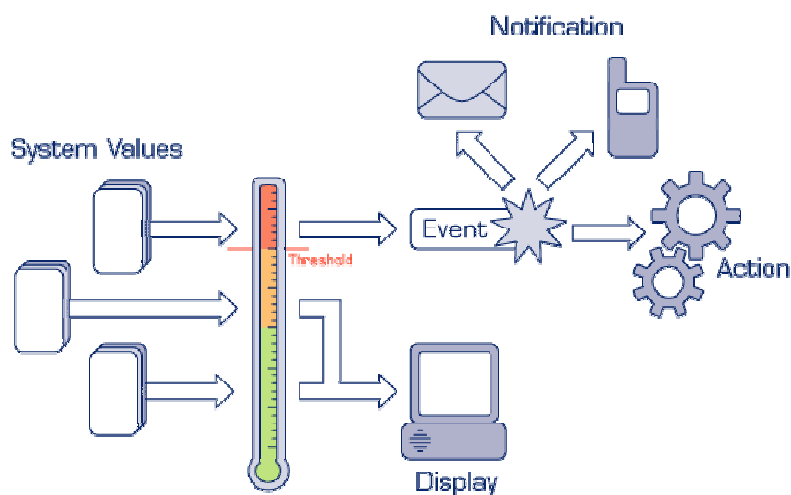 Notification
System Values
Event
Threshold
Action
Display